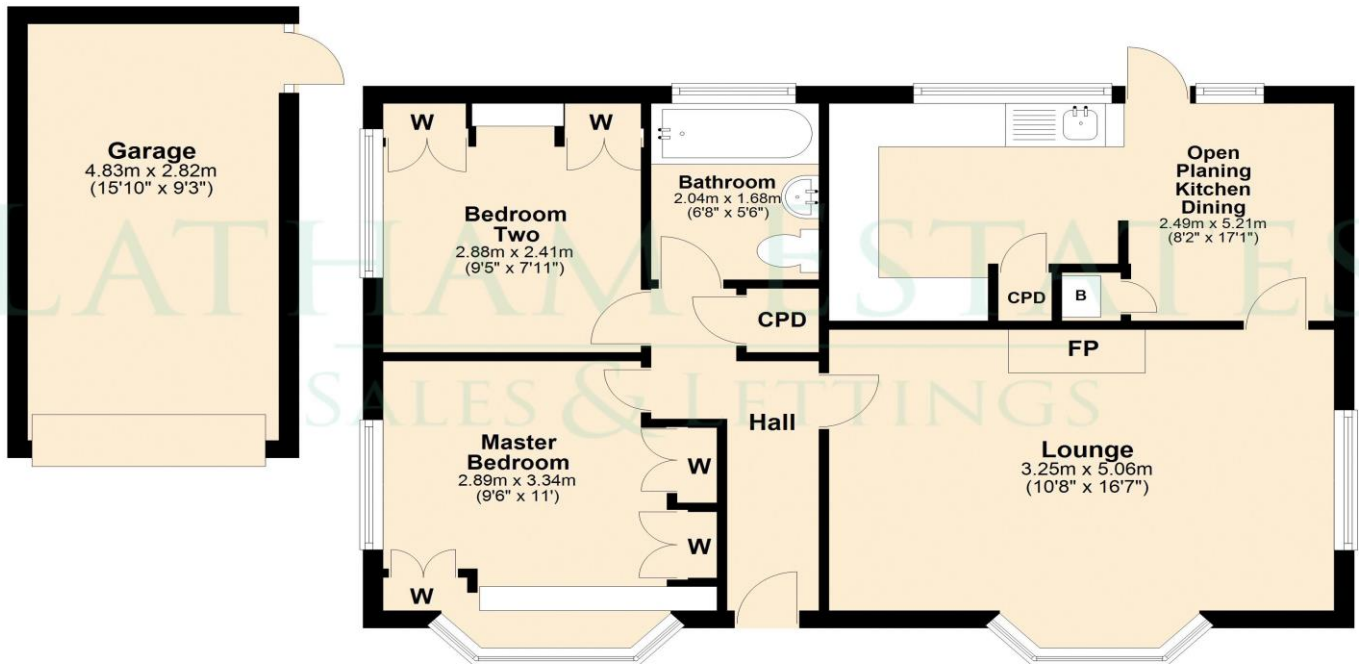 Garage
4.83m x 2.82m
(15'10" x 9'3")
W
W
Bedroom
Two
2.88m x 2.41m
(9'5" x 7'11")
Bathroom
2.04m x 1.68m
(6'8" x 5'6")
Open
Planing
Kitchen
Dining
2.49m x 5.21m
(8'2" x 17'1")
CPD
CPD
B
LATHAM ESTATES
SALES & LETTINGS
FP
Hall
Master
Bedroom
2.89m x 3.34m
(9'6" x 11')
W
W
W
Lounge
3.25m x 5.06m
(10'8" x 16'7")